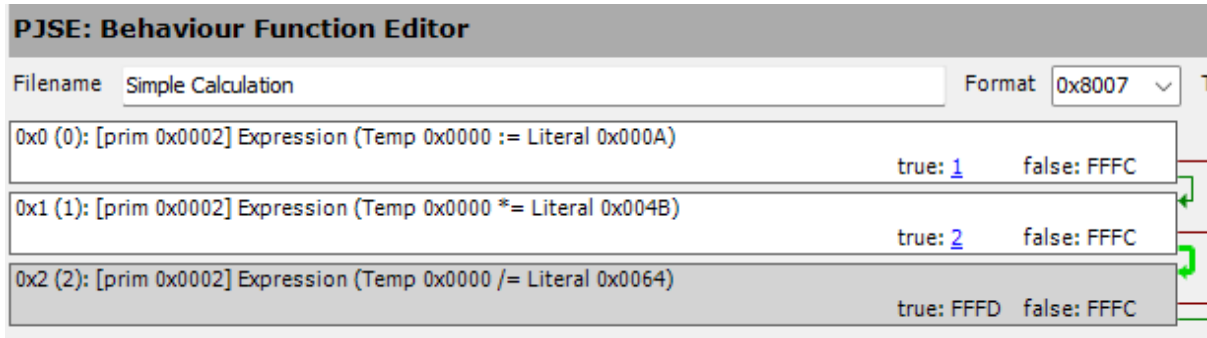 PJSE: Behaviour Function Editor
Filename Simple Calculation Format 0x8007
0x0 (0): [prim 0x0002] Expression (Temp 0x0000 := Literal 0x000A)
true: 1 false: FFFC
0x1 (1): [prim 0x0002] Expression (Temp 0x0000 *= Literal 0x004B)
true: 2 false: FFFC
0x2 (2): [prim 0x0002] Expression (Temp 0x0000 /= Literal 0x0064)
true: FFFD false: FFFC